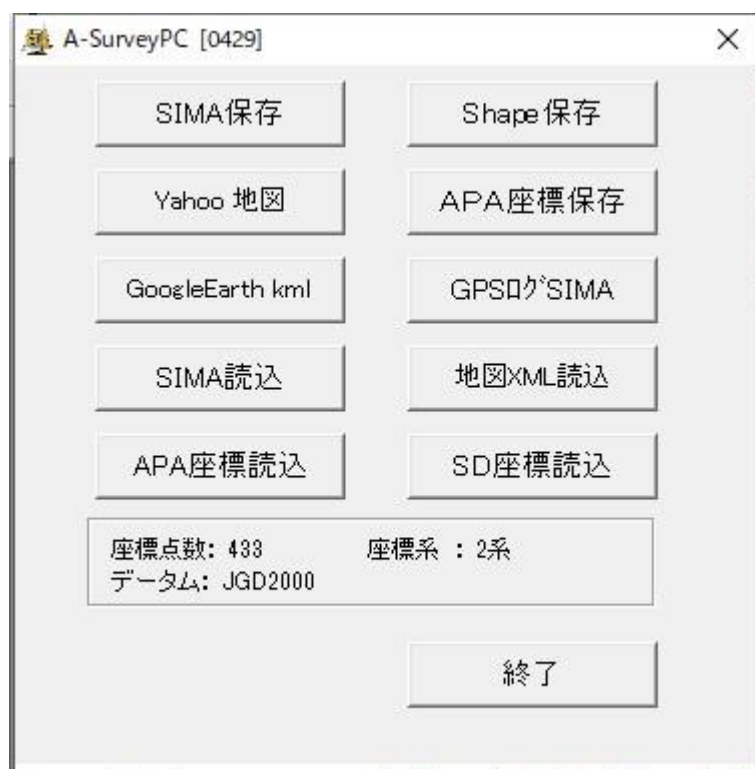 A-SurveyPC [0429]
SIMA保存
Shape保存
Yahoo 地図
APA座標保存
GoogleEarth kml
GPSﾛｸﾞSIMA
SIMA読込
地図XML読込
APA座標読込
SD座標読込
座標点数: 433 座標系 : 2系
データム: JGD2000
終了